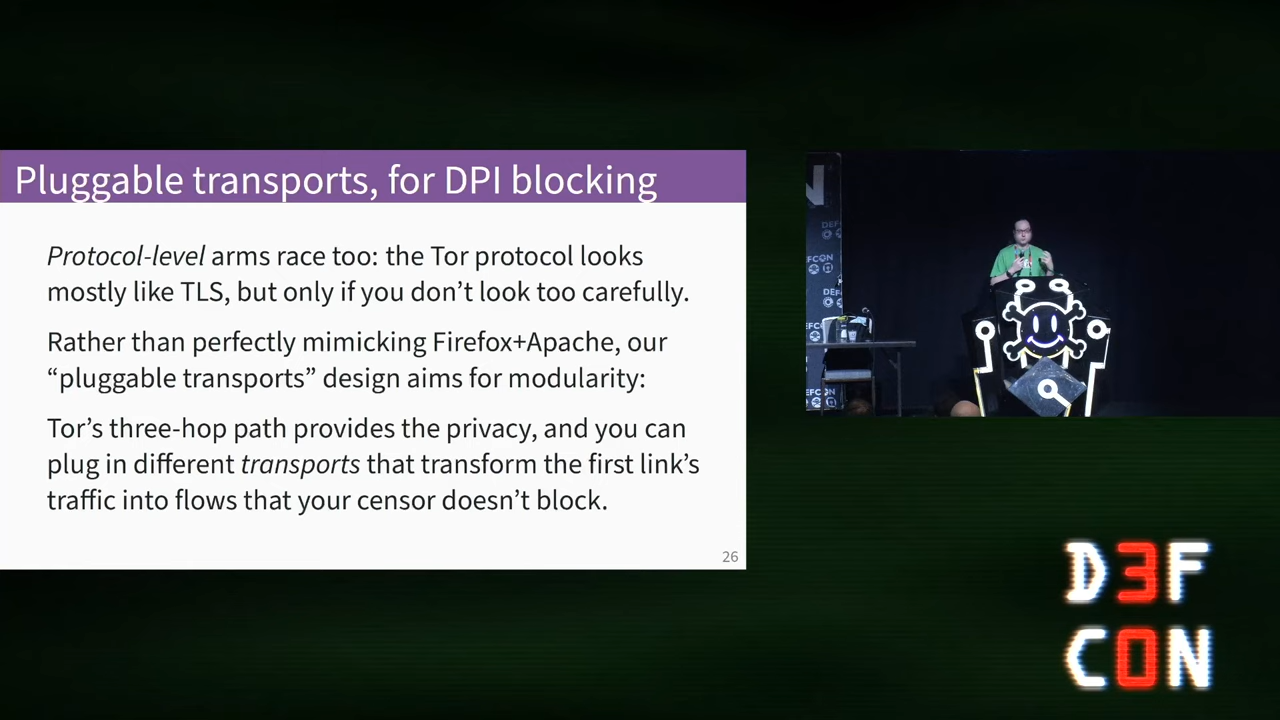 Pluggable transports, for DPI blocking
Protocol-level arms race too: the Tor protocol looks
mostly like TLS, but only if you don’t look too carefully.
Rather than perfectly mimicking Firefox+Apache, our
“pluggable transports” design aims for modularity:
Tor’s three-hop path provides the privacy, and you can
plug in different transports that transform the first link’s
traffic into flows that your censor doesn’t block.
26
D3F
C0N